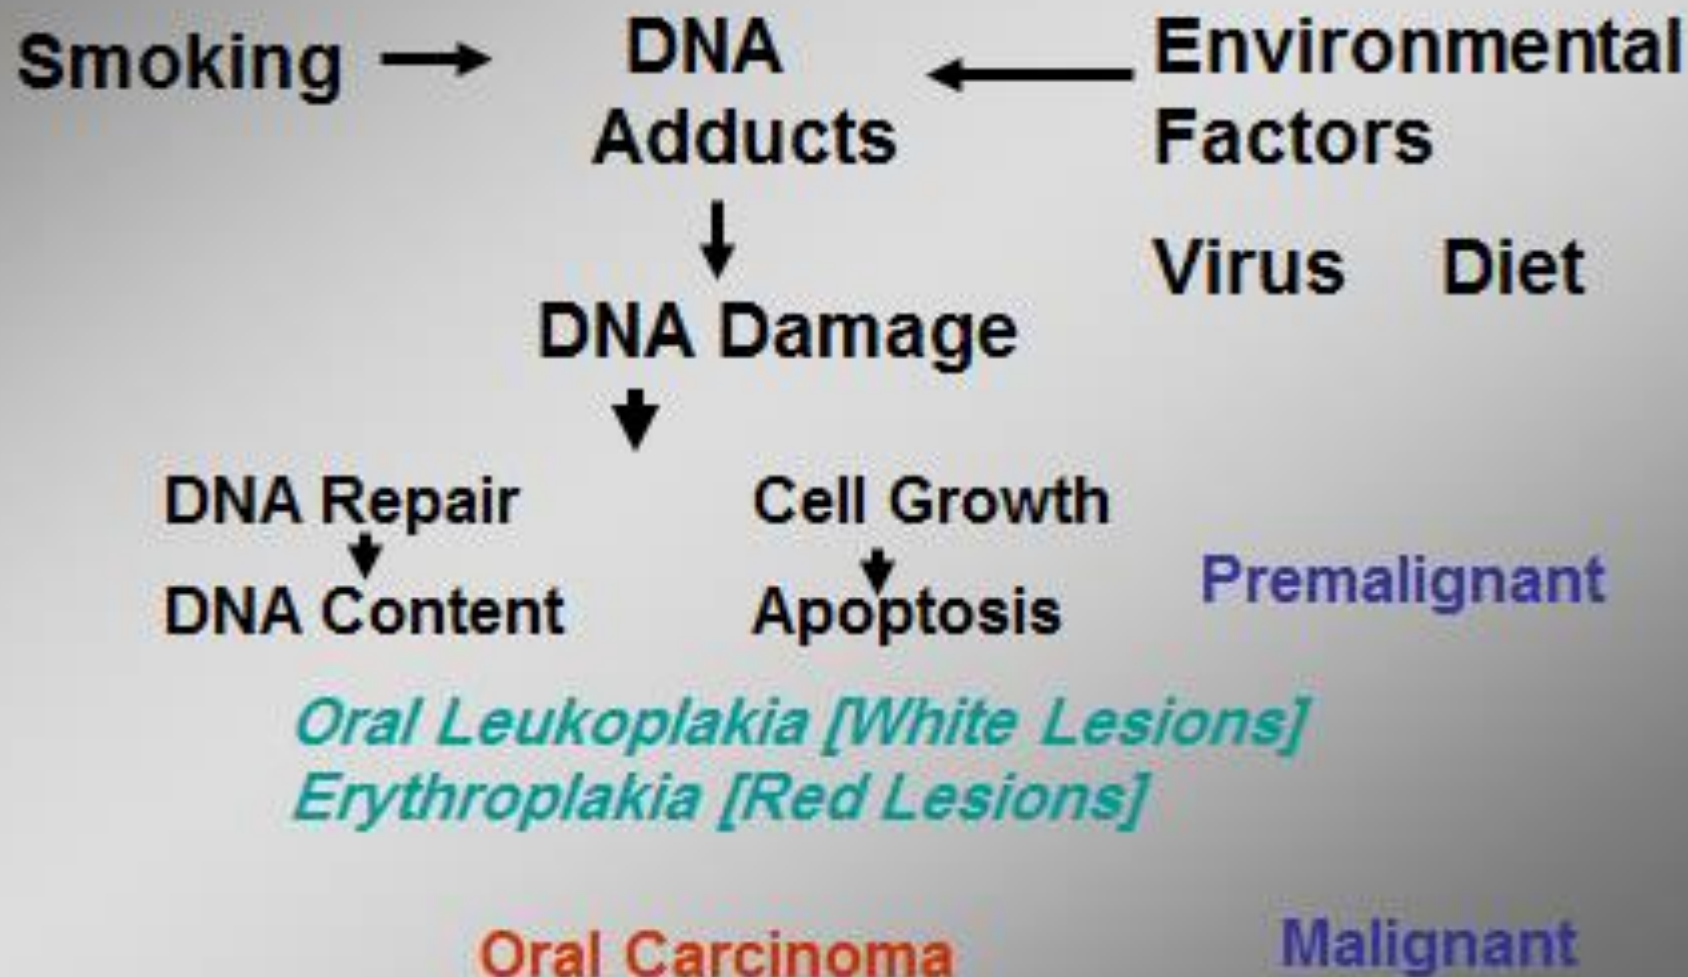 Smoking
DNA
Adducts
Environmental
Factors
Virus Diet
DNA Damage
DNA Repair
Cell Growth
DNA Content
Apoptosis
Premalignant
Oral Leukoplakia [White Lesions]
Erythroplakia [Red Lesions]
Oral Carcinoma
Malignant